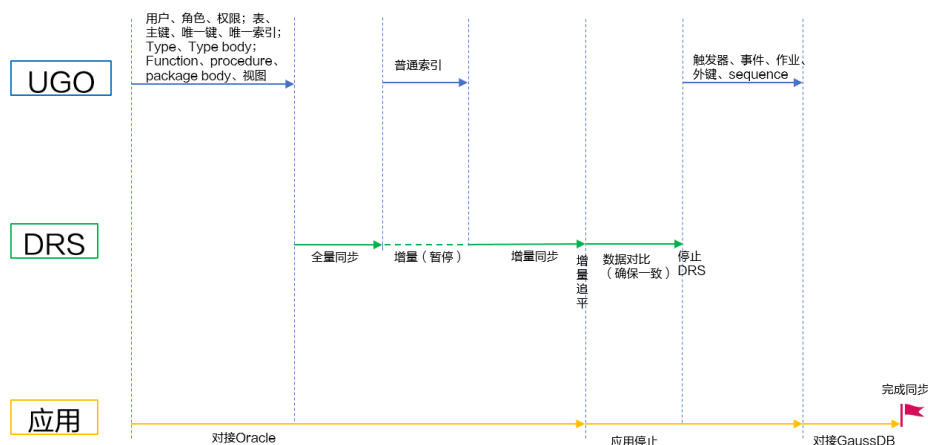 用户、角色、权限；表、
主键、唯一键、唯一索引；
Type、Type body；
Function、procedure、
package body、视图
UGO
普通索引
触发器、事件、作业、
外键、sequence
DRS
全量同步
增量（暂停）
增量同步
增量追平
数据对比
（确保一致）
停止
DRS
完成同步
应用
对接Oracle
应用停止
对接GaussDB